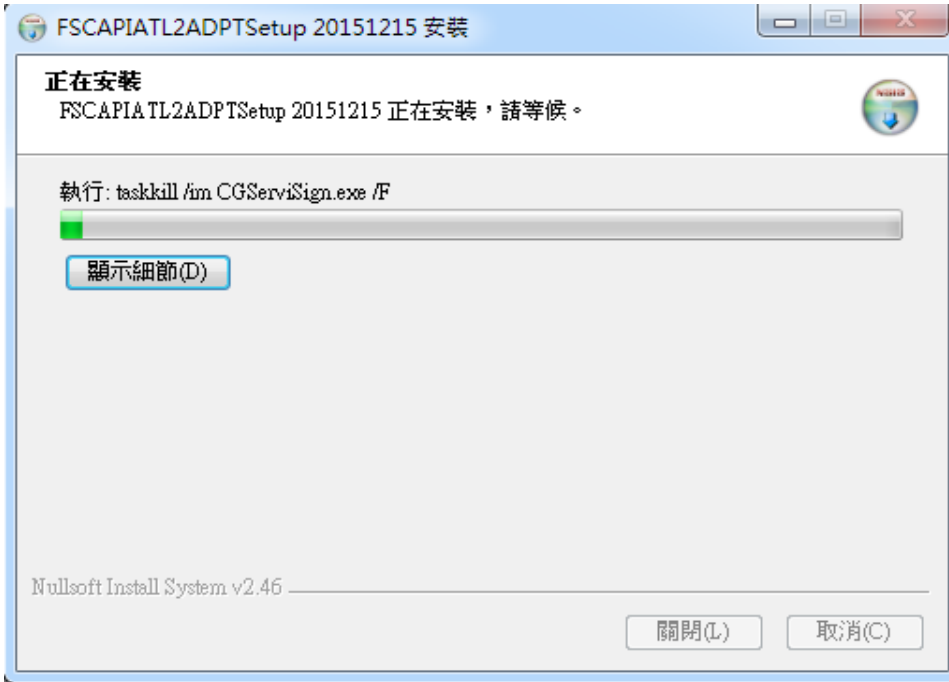 FSCAPIATL2ADPTSetup 20151215 安裝
正在安裝
FSCAPIATL2ADPTSetup 20151215 正在安裝，請等候。
執行: taskkill /im CGServiSign.exe /F
顯示細節(D)
Nullsoft Install System v2.46
關閉(L)
取消(C)